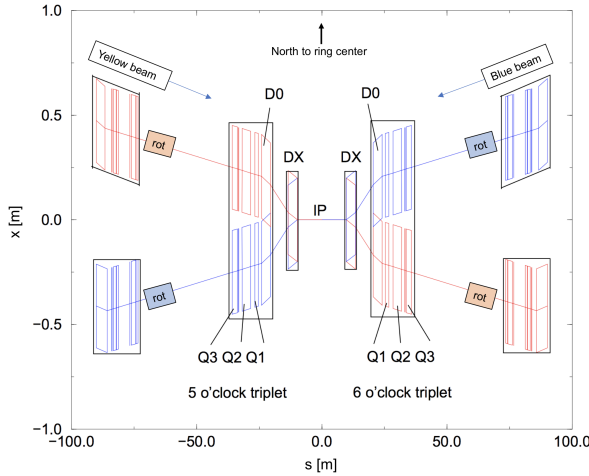 1.0
North to ring center
Yellow beam
Blue beam
D0
D0
0.5
rot
rot
DX
DX
IP
x [m]
0.0
rot
rot
−0.5
Q3 Q2 Q1
Q1 Q2 Q3
5 o'clock triplet
6 o'clock triplet
−1.0
−100.0
−50.0
0.0
50.0
100.0
s [m]